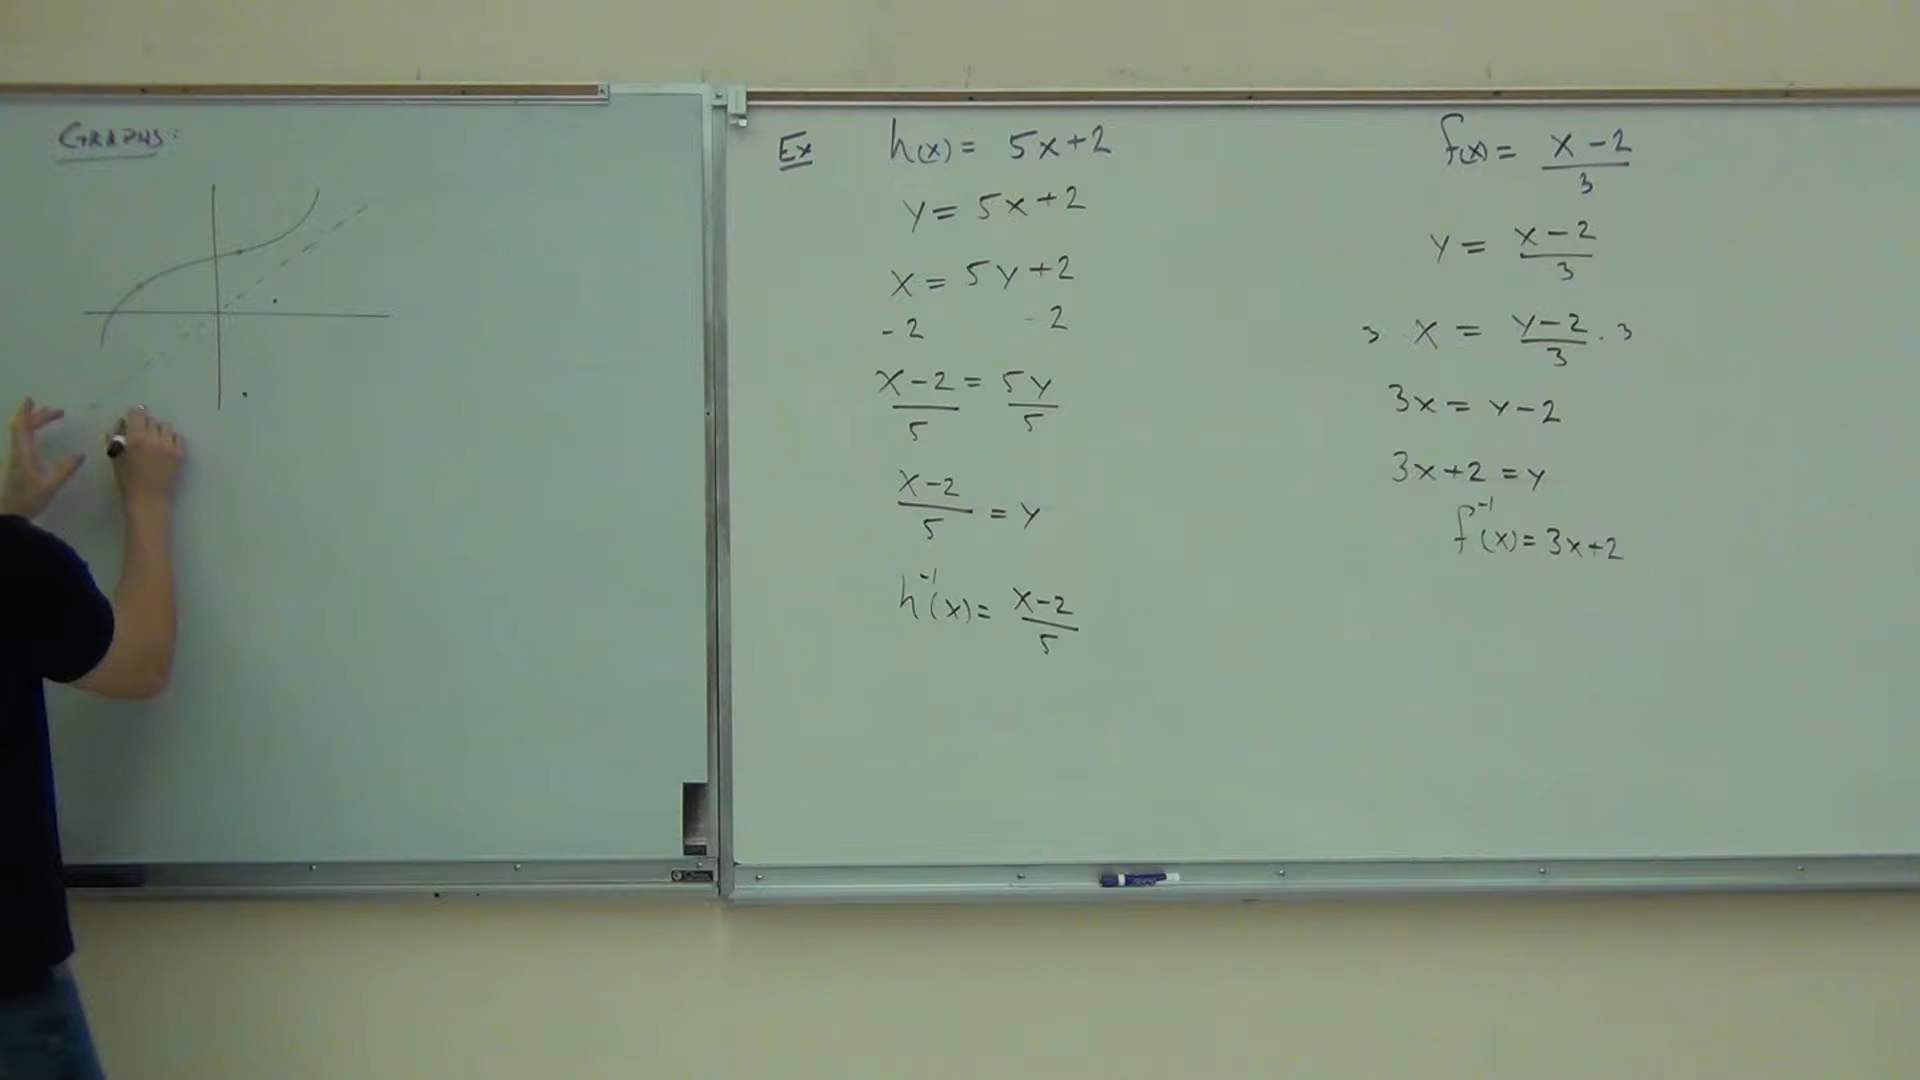 GRAPHS:
Ex h(x) = 5x+2
y = 5x+2
x = 5y+2
-2 -2
x-2 = 5y
5 5
x-2
5 = y
h⁻¹(x) = x-2
5
f(x) = x-2
3
y = x-2
3
3 · x = y-2 · 3
3
3x = y-2
3x+2 = y
f⁻¹(x) = 3x+2